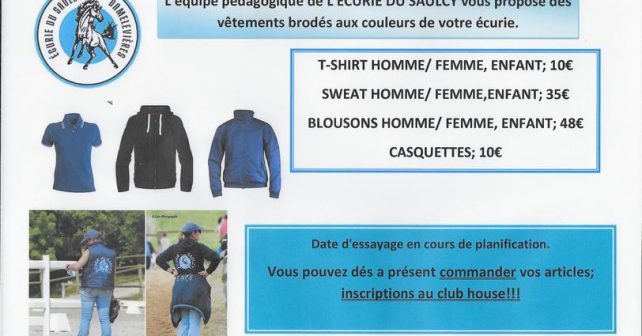 L'équipe pédagogique de L'ECURIE DU SAULCY vous propose des
vêtements brodés aux couleurs de votre écurie.
ÉCURIE DU SAULCY DAMELEVIÈRES
T-SHIRT HOMME/ FEMME, ENFANT; 10€
SWEAT HOMME/ FEMME,ENFANT; 35€
BLOUSONS HOMME/ FEMME, ENFANT; 48€
CASQUETTES; 10€
Date d'essayage en cours de planification.
Vous pouvez dés a présent commander vos articles;
inscriptions au club house!!!